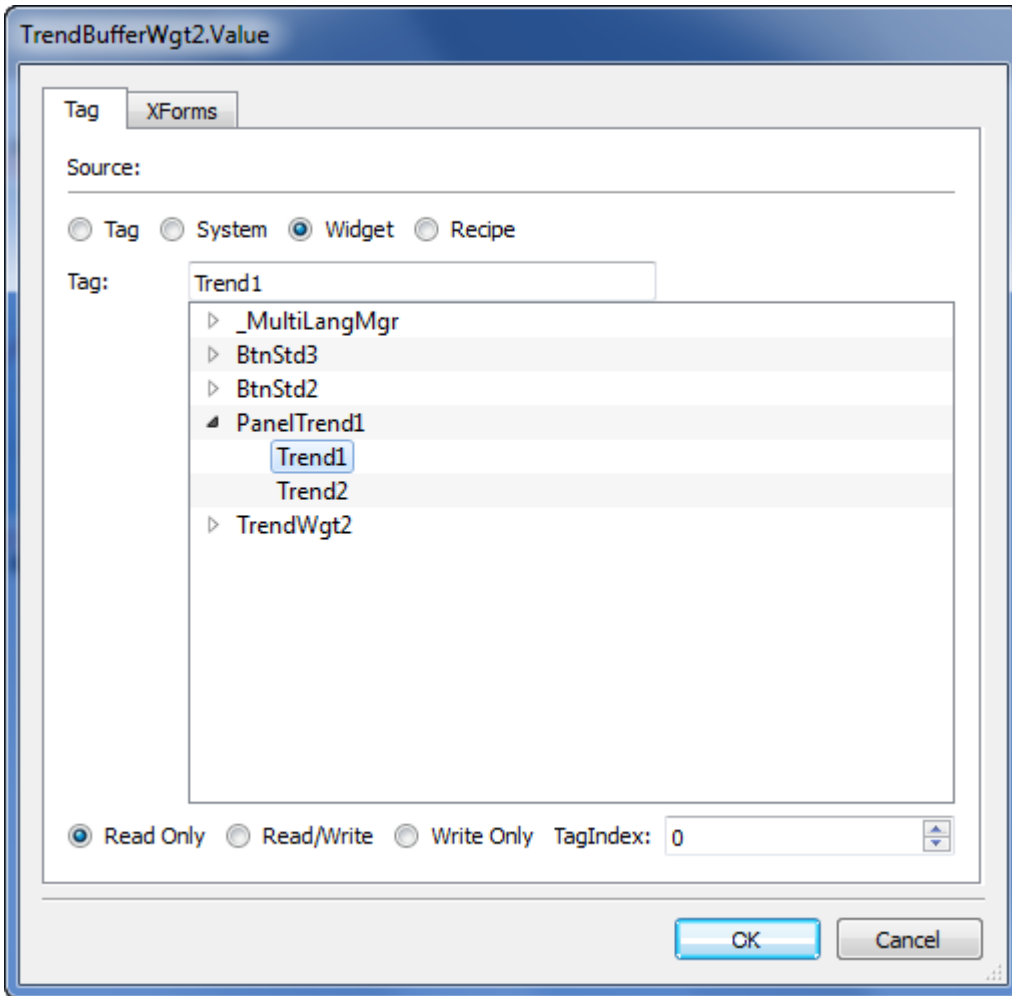 TrendBufferWgt2.Value
Tag XForms
Source:
Tag System Widget Recipe
Tag: Trend1
_MultiLangMgr
BtnStd3
BtnStd2
PanelTrend1
Trend1
Trend2
TrendWgt2
Read Only Read/Write Write Only TagIndex: 0
OK Cancel